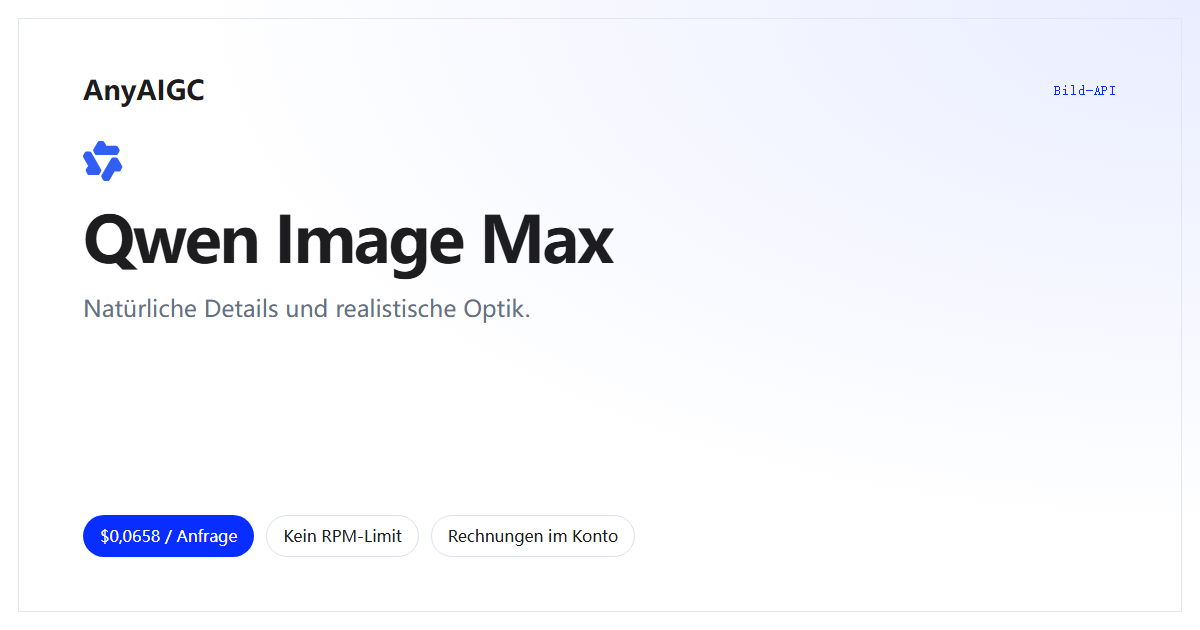 AnyAIGC
Bild-API
Qwen Image Max
Natürliche Details und realistische Optik.
$0,0658 / Anfrage
Kein RPM-Limit
Rechnungen im Konto